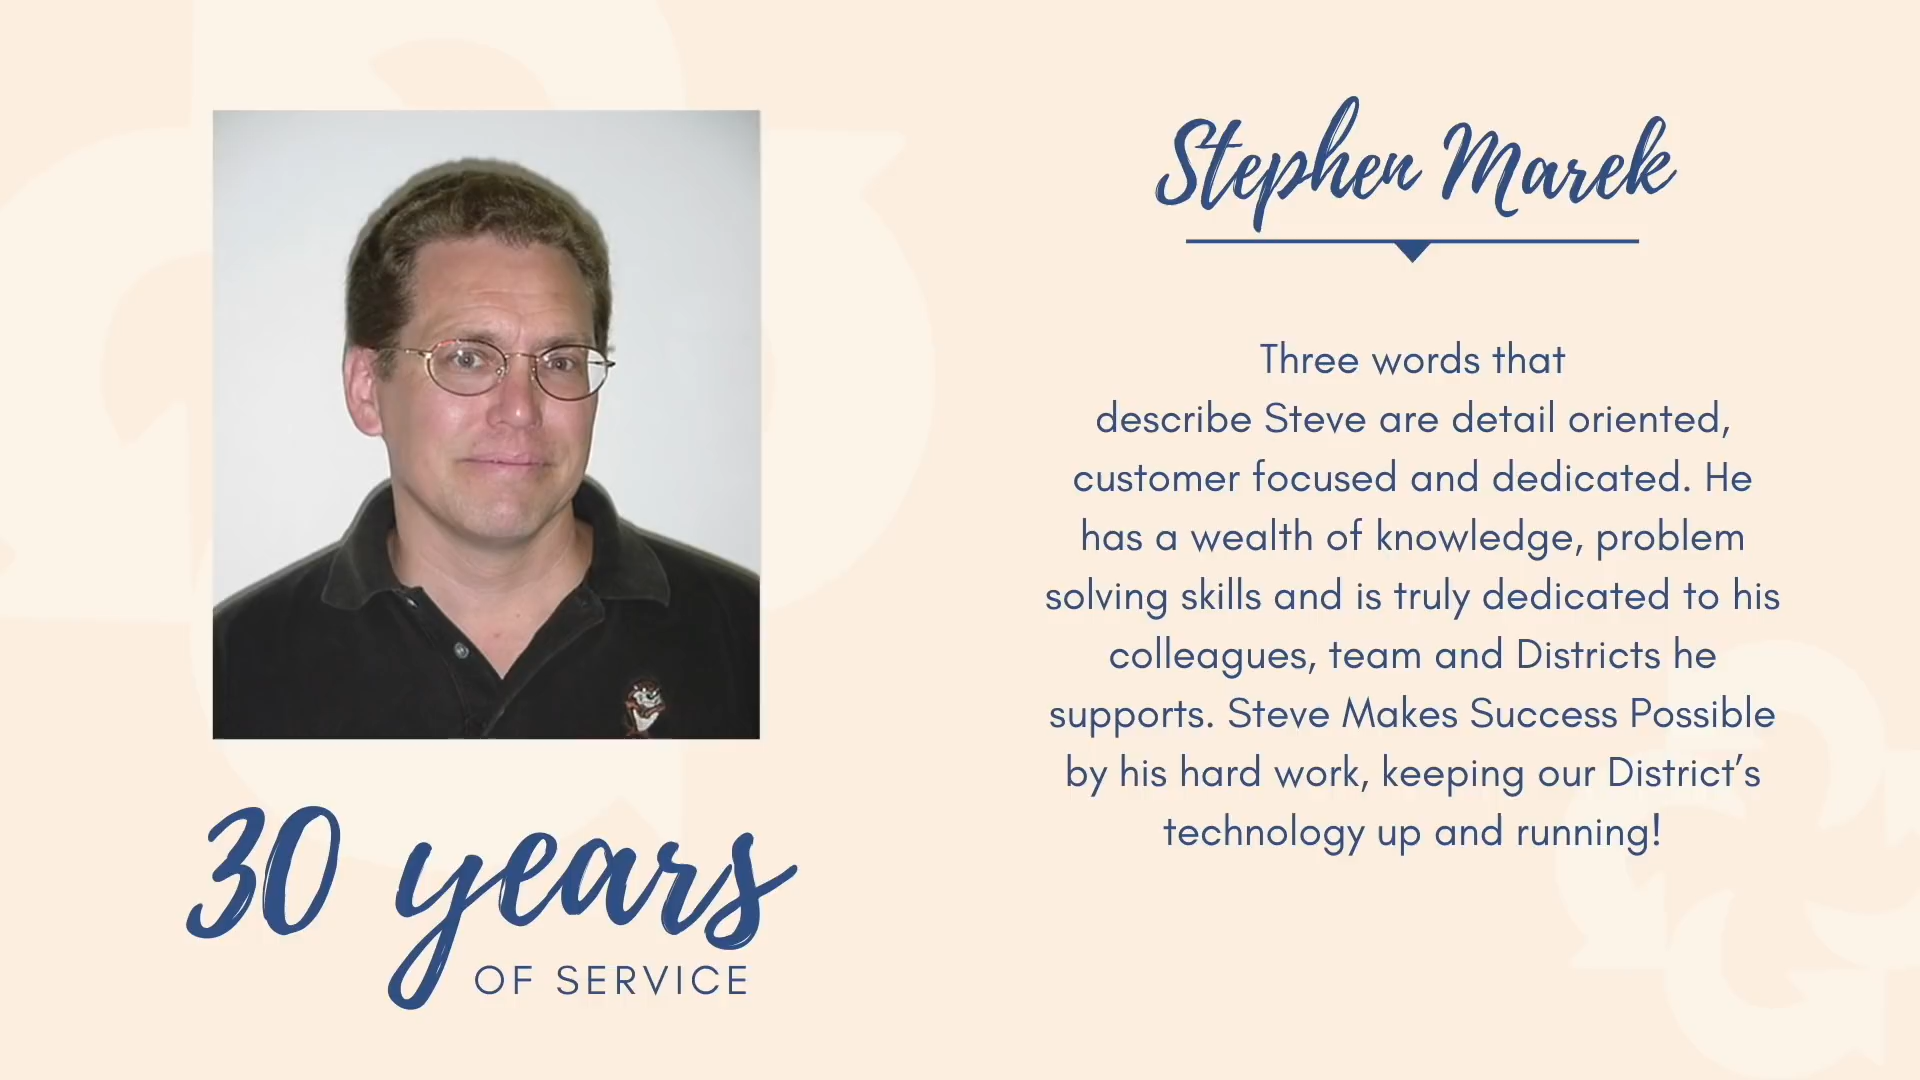 Stephen Marek
Three words that
describe Steve are detail oriented,
customer focused and dedicated. He
has a wealth of knowledge, problem
solving skills and is truly dedicated to his
colleagues, team and Districts he
supports. Steve Makes Success Possible
by his hard work, keeping our District’s
technology up and running!
30 years
OF SERVICE